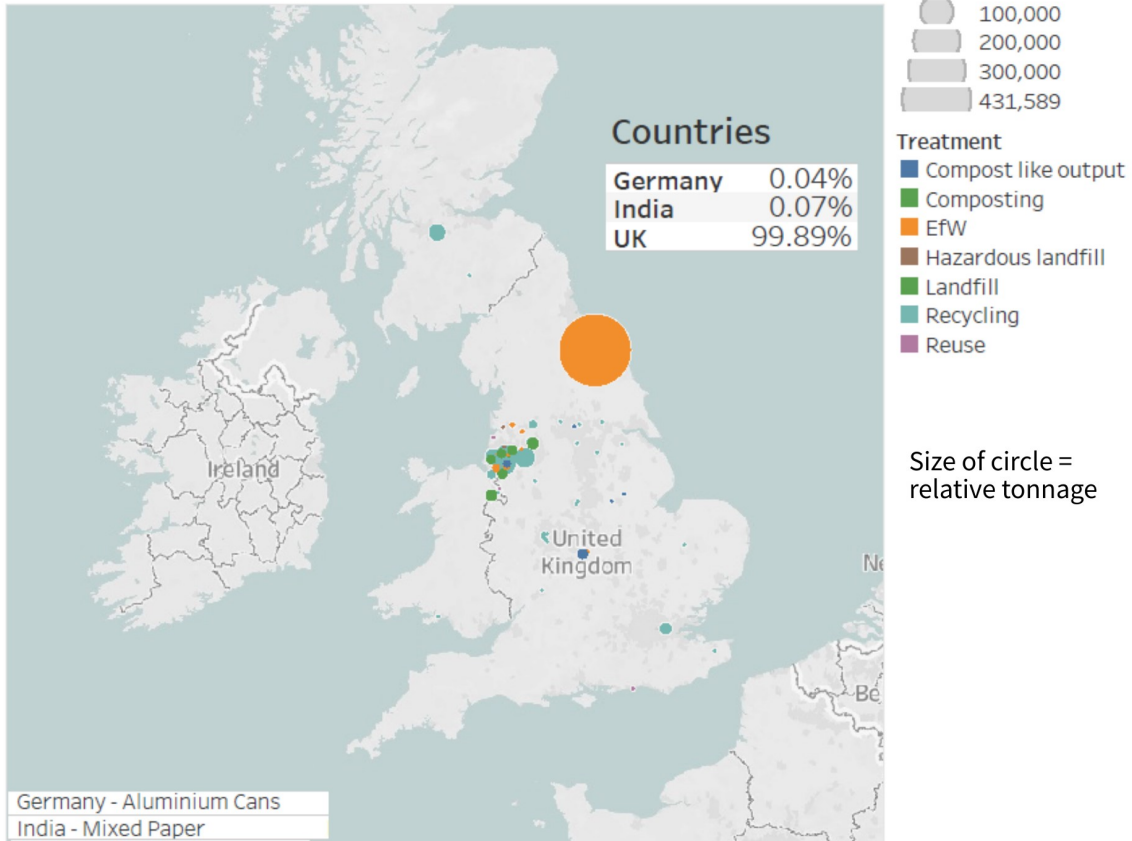 100,000
200,000
300,000
431,589
Countries
Germany 0.04%
India 0.07%
UK 99.89%
Treatment
Compost like output
Composting
EfW
Hazardous landfill
Landfill
Recycling
Reuse
Size of circle =
relative tonnage
Ireland
United
Kingdom
Ne
Be
Germany - Aluminium Cans
India - Mixed Paper